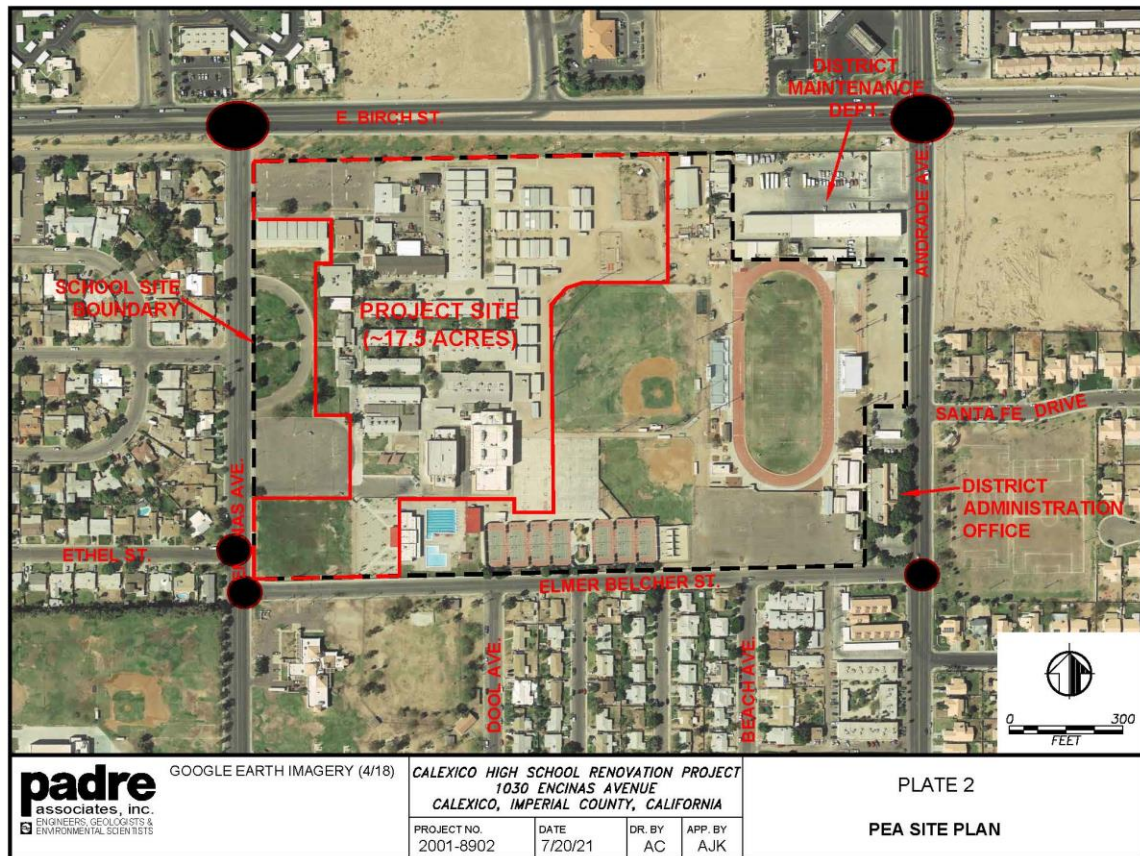 DISTRICT
MAINTENANCE
DEPT.
E. BIRCH ST.
ANDRADE AVE.
SCHOOL SITE
BOUNDARY
PROJECT SITE
(~17.5 ACRES)
SANTA FE DRIVE
DISTRICT
ADMINISTRATION
OFFICE
ENCINAS AVE.
ETHEL ST.
ELMER BELCHER ST.
DOOL AVE.
BEACH AVE.
0 300
FEET
padre
associates, inc.
ENGINEERS, GEOLOGISTS &
ENVIRONMENTAL SCIENTISTS
GOOGLE EARTH IMAGERY (4/18)
CALEXICO HIGH SCHOOL RENOVATION PROJECT
1030 ENCINAS AVENUE
CALEXICO, IMPERIAL COUNTY, CALIFORNIA
PROJECT NO. DATE DR. BY APP. BY
2001-8902 7/20/21 AC AJK
PLATE 2
PEA SITE PLAN